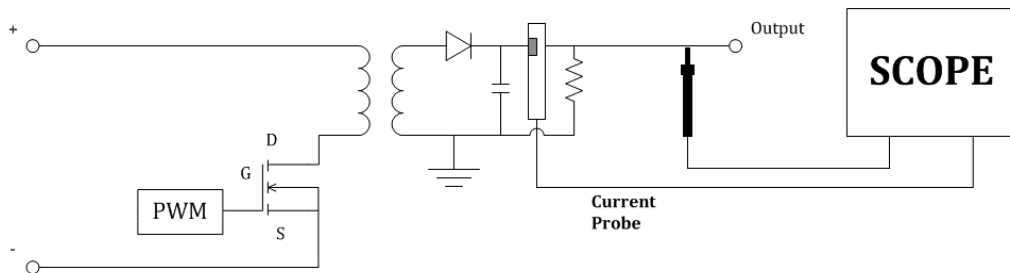 +
Output
SCOPE
D
G
PWM
S
Current
Probe
-